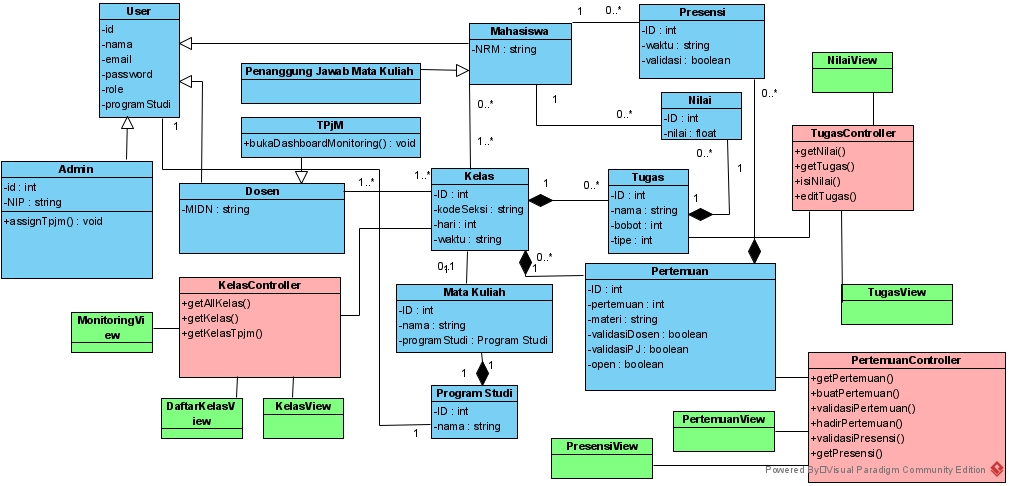 User
-id
-nama
-email
-password
-role
-programStudi
1
Mahasiswa
-NRM : string
1
0..*
Presensi
-ID : int
-waktu : string
-validasi : boolean
0..*
Penanggung Jawab Mata Kuliah
0..*
1..*
1
0..*
Nilai
-ID : int
-nilai : float
0..*
1
NilaiView
TugasController
+getNilai()
+getTugas()
+isiNilai()
+editTugas()
TPjM
+bukaDashboardMonitoring() : void
Admin
-id : int
-NIP : string
+assignTpjm() : void
Dosen
-MIDN : string
1..*
1..*
Kelas
-ID : int
-kodeSeksi : string
-hari : int
-waktu : string
1
0..*
Tugas
-ID : int
-nama : string
-bobot : int
-tipe : int
1
0..*
1
0..1
1
Pertemuan
-ID : int
-pertemuan : int
-materi : string
-validasiDosen : boolean
-validasiPJ : boolean
-open : boolean
TugasView
KelasController
+getAllKelas()
+getKelas()
+getKelasTpjm()
MonitoringV
iew
Mata Kuliah
-ID : int
-nama : string
-programStudi : Program Studi
1
1
Program Studi
-ID : int
-nama : string
1
DaftarKelasV
iew
KelasView
PertemuanController
+getPertemuan()
+buatPertemuan()
+validasiPertemuan()
+hadirPertemuan()
+validasiPresensi()
+getPresensi()
PertemuanView
PresensiView
Powered By Visual Paradigm Community Edition